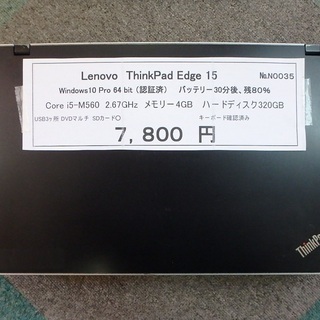 Lenovo ThinkPad Edge 15 №N0035
Windows10 Pro 64 bit (認証済) バッテリー30分後、残80%
Core i5-M560 2.67GHz メモリー4GB ハードディスク320GB
USB3ヶ所 DVDマルチ SDカード〇 キーボード確認済み
7,800 円
ThinkPad